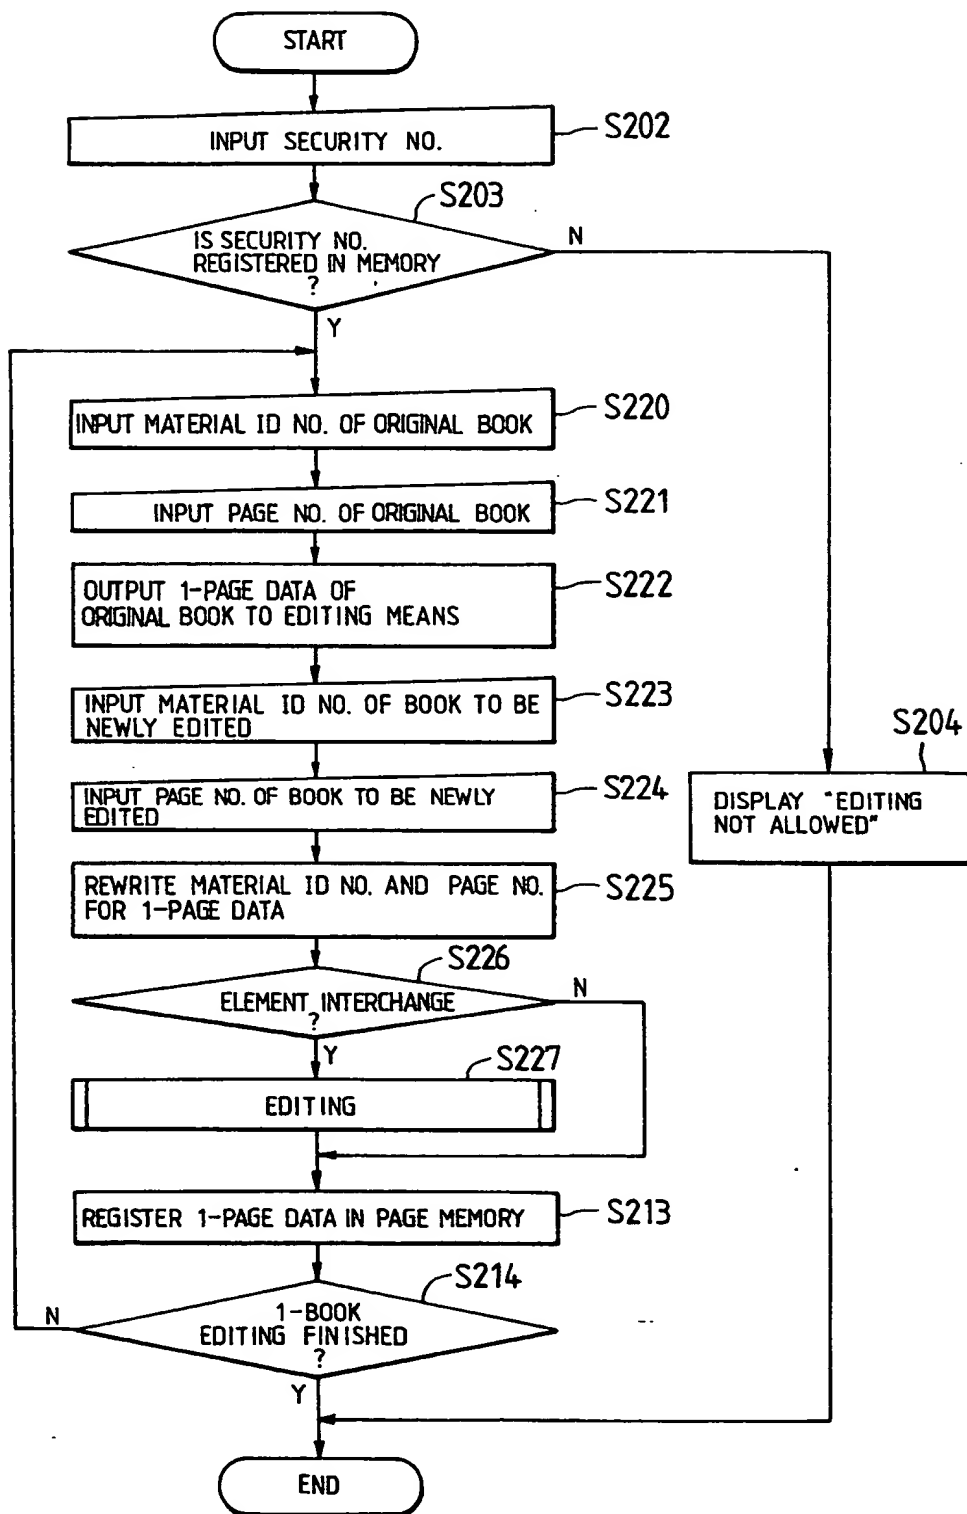 START
INPUT SECURITY NO.
S202
S203
IS SECURITY NO.
REGISTERED IN MEMORY
?
N
Y
INPUT MATERIAL ID NO. OF ORIGINAL BOOK
S220
INPUT PAGE NO. OF ORIGINAL BOOK
S221
OUTPUT 1-PAGE DATA OF
ORIGINAL BOOK TO EDITING MEANS
S222
INPUT MATERIAL ID NO. OF BOOK TO BE
NEWLY EDITED
S223
INPUT PAGE NO. OF BOOK TO BE NEWLY
EDITED
S224
S204
DISPLAY "EDITING
NOT ALLOWED"
REWRITE MATERIAL ID NO. AND PAGE NO.
FOR 1-PAGE DATA
S225
S226
ELEMENT INTERCHANGE
?
N
Y
S227
EDITING
REGISTER 1-PAGE DATA IN PAGE MEMORY
S213
S214
1-BOOK
EDITING FINISHED
?
N
Y
END